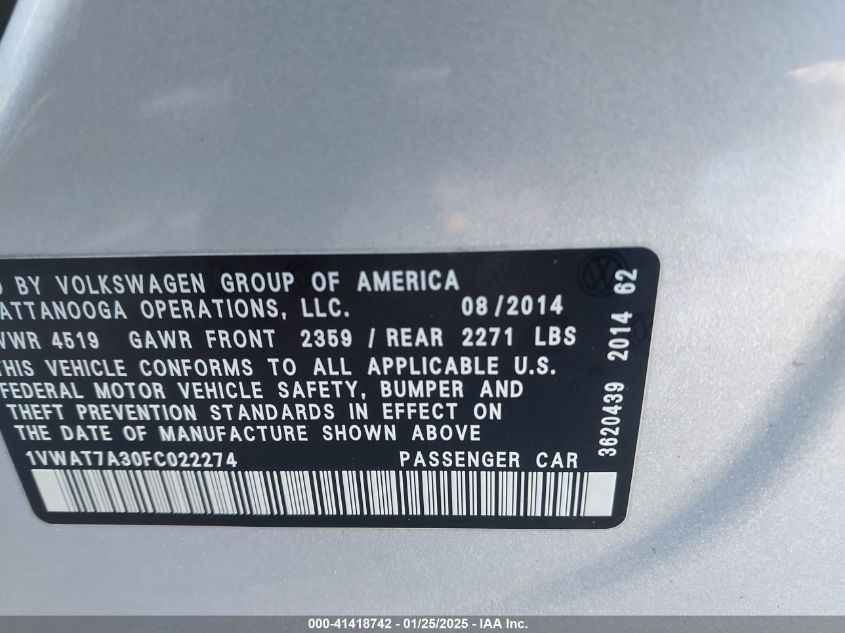 BY VOLKSWAGEN GROUP OF AMERICA
ATTANOOGA OPERATIONS, LLC. 08/2014
VWR 4519 GAWR FRONT 2359 / REAR 2271 LBS
THIS VEHICLE CONFORMS TO ALL APPLICABLE U.S.
FEDERAL MOTOR VEHICLE SAFETY, BUMPER AND
THEFT PREVENTION STANDARDS IN EFFECT ON
THE DATE OF MANUFACTURE SHOWN ABOVE
1VWAT7A30FC022274 PASSENGER CAR
3620439 2014 62
000-41418742 / 01/25/2025 / IAA Inc.